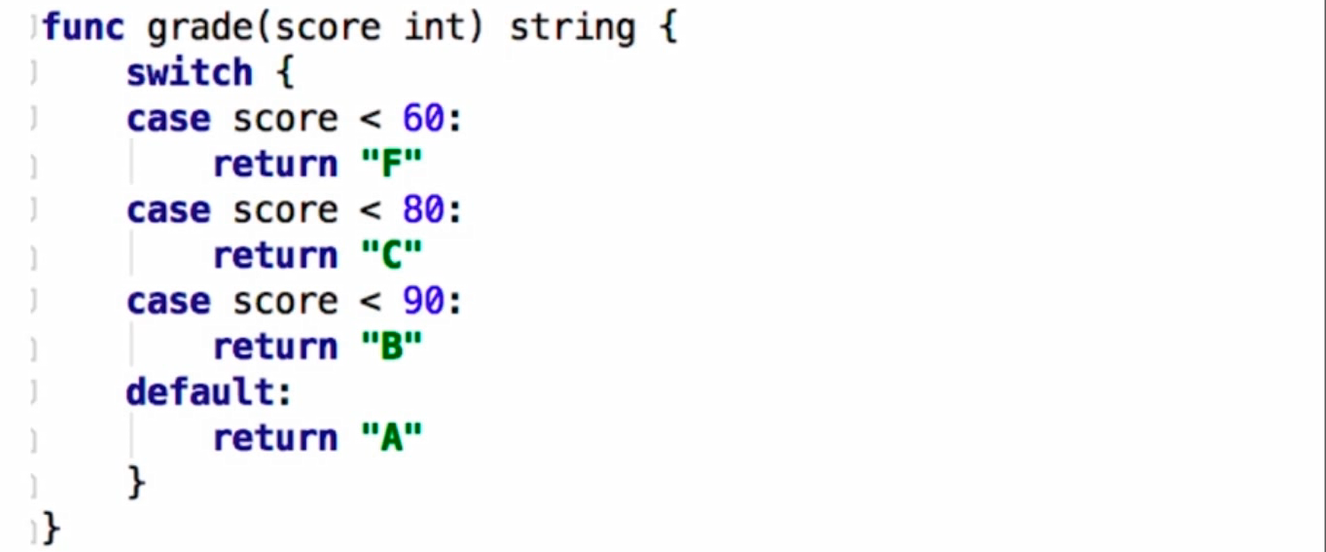 func grade(score int) string {
    switch {
    case score < 60:
        return "F"
    case score < 80:
        return "C"
    case score < 90:
        return "B"
    default:
        return "A"
    }
}